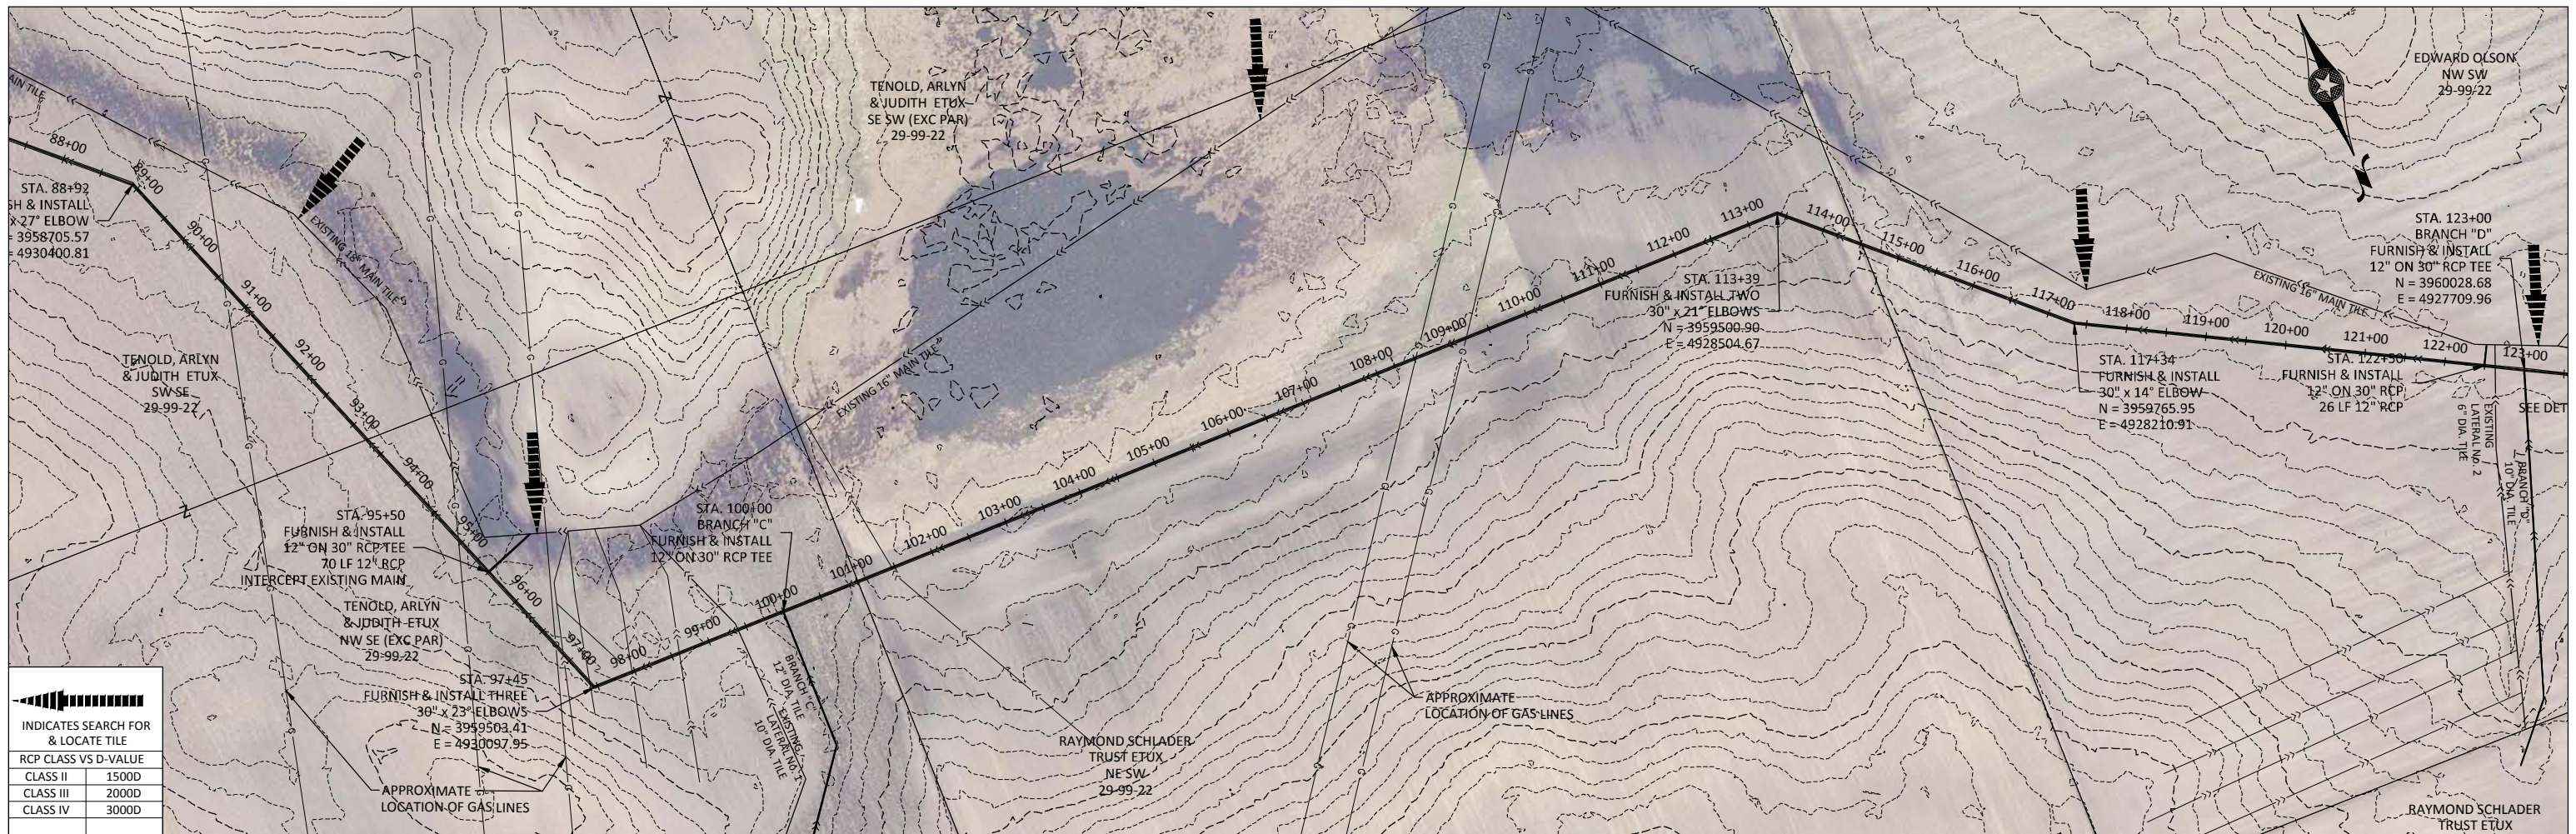 TENOLD, ARLYN
& JUDITH ETUX
SE SW (EXC PAR)
29-99-22
EDWARD OLSON
NW SW
29-99-22
AIN TILE
88+00
89+00
90+00
91+00
92+00
93+00
94+00
95+00
96+00
97+00
98+00
99+00
100+00
101+00
102+00
103+00
104+00
105+00
106+00
107+00
108+00
109+00
110+00
111+00
112+00
113+00
114+00
115+00
116+00
117+00
118+00
119+00
120+00
121+00
122+00
123+00
STA. 88+92
SH & INSTALL
x 27° ELBOW
= 3958705.57
= 4930400.81
EXISTING 18" MAIN TILE
TENOLD, ARLYN
& JUDITH ETUX
SW SE
29-99-22
EXISTING 16" MAIN TILE
STA. 95+50
FURNISH & INSTALL
12" ON 30" RCP TEE
70 LF 12" RCP
INTERCEPT EXISTING MAIN
TENOLD, ARLYN
& JUDITH ETUX
NW SE (EXC PAR)
29-99-22
STA. 97+45
FURNISH & INSTALL THREE
30" x 23° ELBOWS
N = 3959503.41
E = 4930097.95
STA. 100+00
BRANCH "C"
FURNISH & INSTALL
12" ON 30" RCP TEE
BRANCH "C"
12" DIA. TILE
EXISTING
LATERAL No. 1
10" DIA. TILE
STA. 113+39
FURNISH & INSTALL TWO
30" x 21° ELBOWS
N = 3959500.90
E = 4928504.67
STA. 117+34
FURNISH & INSTALL
30" x 14° ELBOW
N = 3959765.95
E = 4928210.91
EXISTING 16" MAIN TILE
STA. 123+00
BRANCH "D"
FURNISH & INSTALL
12" ON 30" RCP TEE
N = 3960028.68
E = 4927709.96
STA. 122+50
FURNISH & INSTALL
12" ON 30" RCP
26 LF 12" RCP
SEE DET
EXISTING
LATERAL No. 2
6" DIA. TILE
BRANCH "D"
10" DIA. TILE
APPROXIMATE
LOCATION OF GAS LINES
APPROXIMATE
LOCATION OF GAS LINES
RAYMOND SCHLADER
TRUST ETUX
NE SW
29-99-22
RAYMOND SCHLADER
TRUST ETUX
INDICATES SEARCH FOR
& LOCATE TILE
RCP CLASS VS D-VALUE
CLASS II 1500D
CLASS III 2000D
CLASS IV 3000D